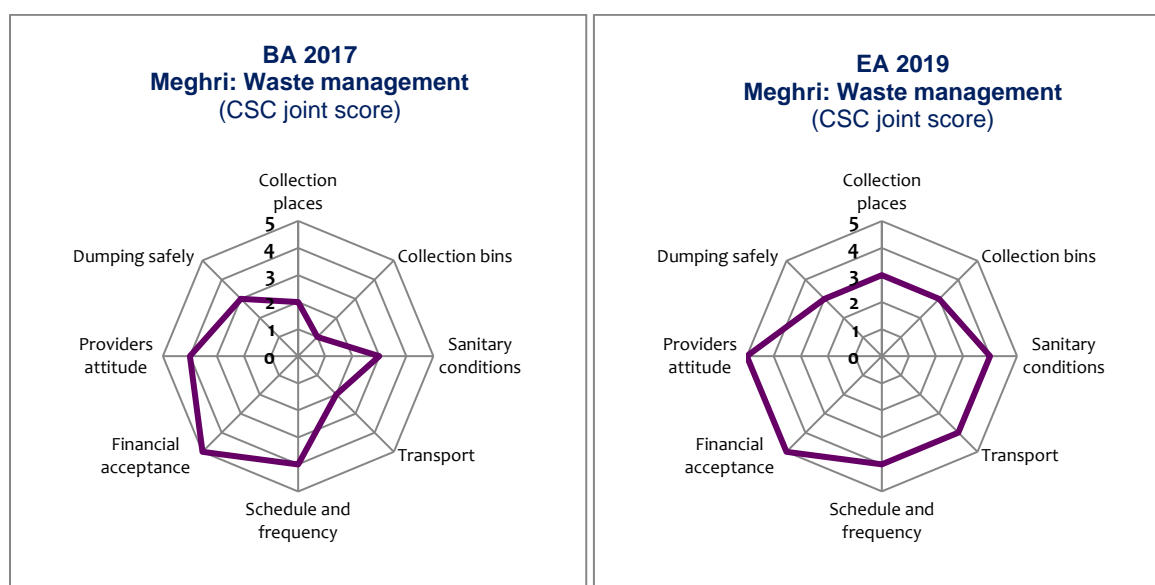 BA 2017
Meghri: Waste management
(CSC joint score)
Collection
places
5
4
3
2
1
0
Collection bins
Sanitary
conditions
Transport
Schedule and
frequency
Financial
acceptance
Providers
attitude
Dumping safely
EA 2019
Meghri: Waste management
(CSC joint score)
Collection
places
5
4
3
2
1
0
Collection bins
Sanitary
conditions
Transport
Schedule and
frequency
Financial
acceptance
Providers
attitude
Dumping safely